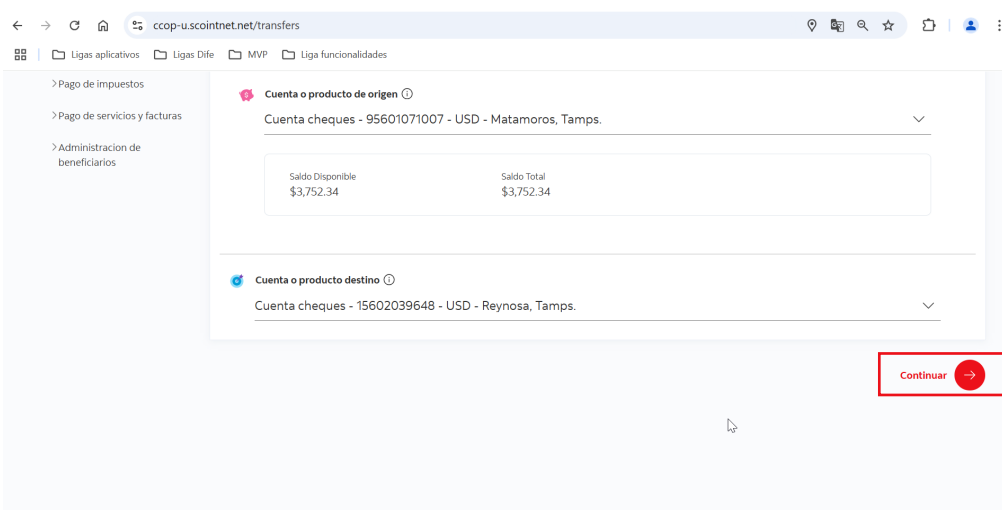 ccop-u.scointnet.net/transfers
Ligas aplicativos Ligas Dife MVP Liga funcionalidades
>Pago de impuestos
>Pago de servicios y facturas
>Administracion de
beneficiarios
Cuenta o producto de origen
Cuenta cheques - 95601071007 - USD - Matamoros, Tamps.
Saldo Disponible Saldo Total
$3,752.34 $3,752.34
Cuenta o producto destino
Cuenta cheques - 15602039648 - USD - Reynosa, Tamps.
Continuar